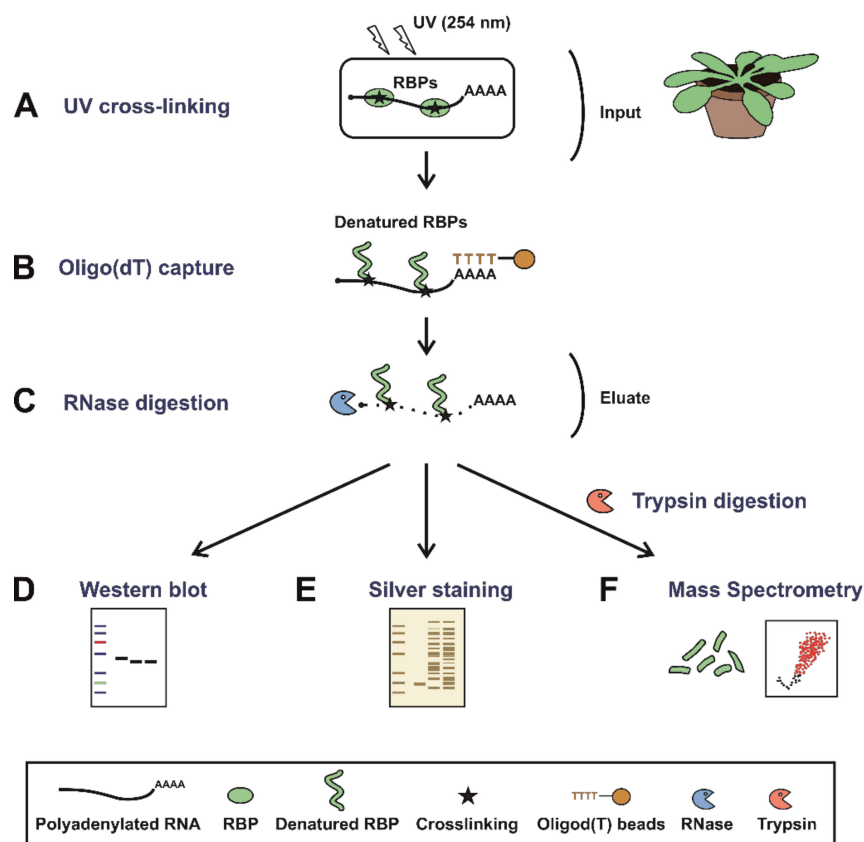 UV (254 nm)
RBPs
AAAA
A UV cross-linking
Input
Denatured RBPs
TTTT
AAAA
B Oligo(dT) capture
AAAA
C RNase digestion
Eluate
Trypsin digestion
D Western blot
E Silver staining
F Mass Spectrometry
AAAA
TTTT
Polyadenylated RNA
RBP
Denatured RBP
Crosslinking
Oligod(T) beads
RNase
Trypsin